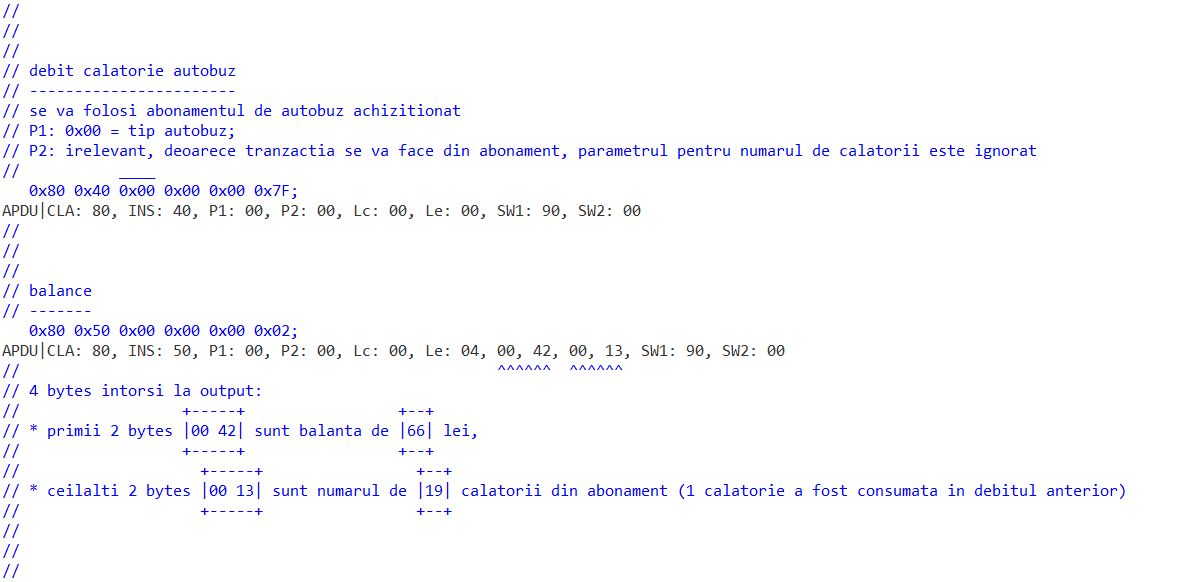 //
//
//
// debit calatorie autobuz
// -----------------------
// se va folosi abonamentul de autobuz achizitionat
// P1: 0x00 = tip autobuz;
// P2: irelevant, deoarece tranzactia se va face din abonament, parametrul pentru numarul de calatorii este ignorat
//           ____
   0x80 0x40 0x00 0x00 0x00 0x7F;
APDU|CLA: 80, INS: 40, P1: 00, P2: 00, Lc: 00, Le: 00, SW1: 90, SW2: 00
//
//
//
// balance
// -------
   0x80 0x50 0x00 0x00 0x00 0x02;
APDU|CLA: 80, INS: 50, P1: 00, P2: 00, Lc: 00, Le: 04, 00, 42, 00, 13, SW1: 90, SW2: 00
//                                                     ^^^^^^  ^^^^^^
// 4 bytes intorsi la output:
//                  +-----+                 +--+
// * primii 2 bytes |00 42| sunt balanta de |66| lei,
//                  +-----+                 +--+
//                    +-----+                 +--+
// * ceilalti 2 bytes |00 13| sunt numarul de |19| calatorii din abonament (1 calatorie a fost consumata in debitul anterior)
//                    +-----+                 +--+
//
//
//